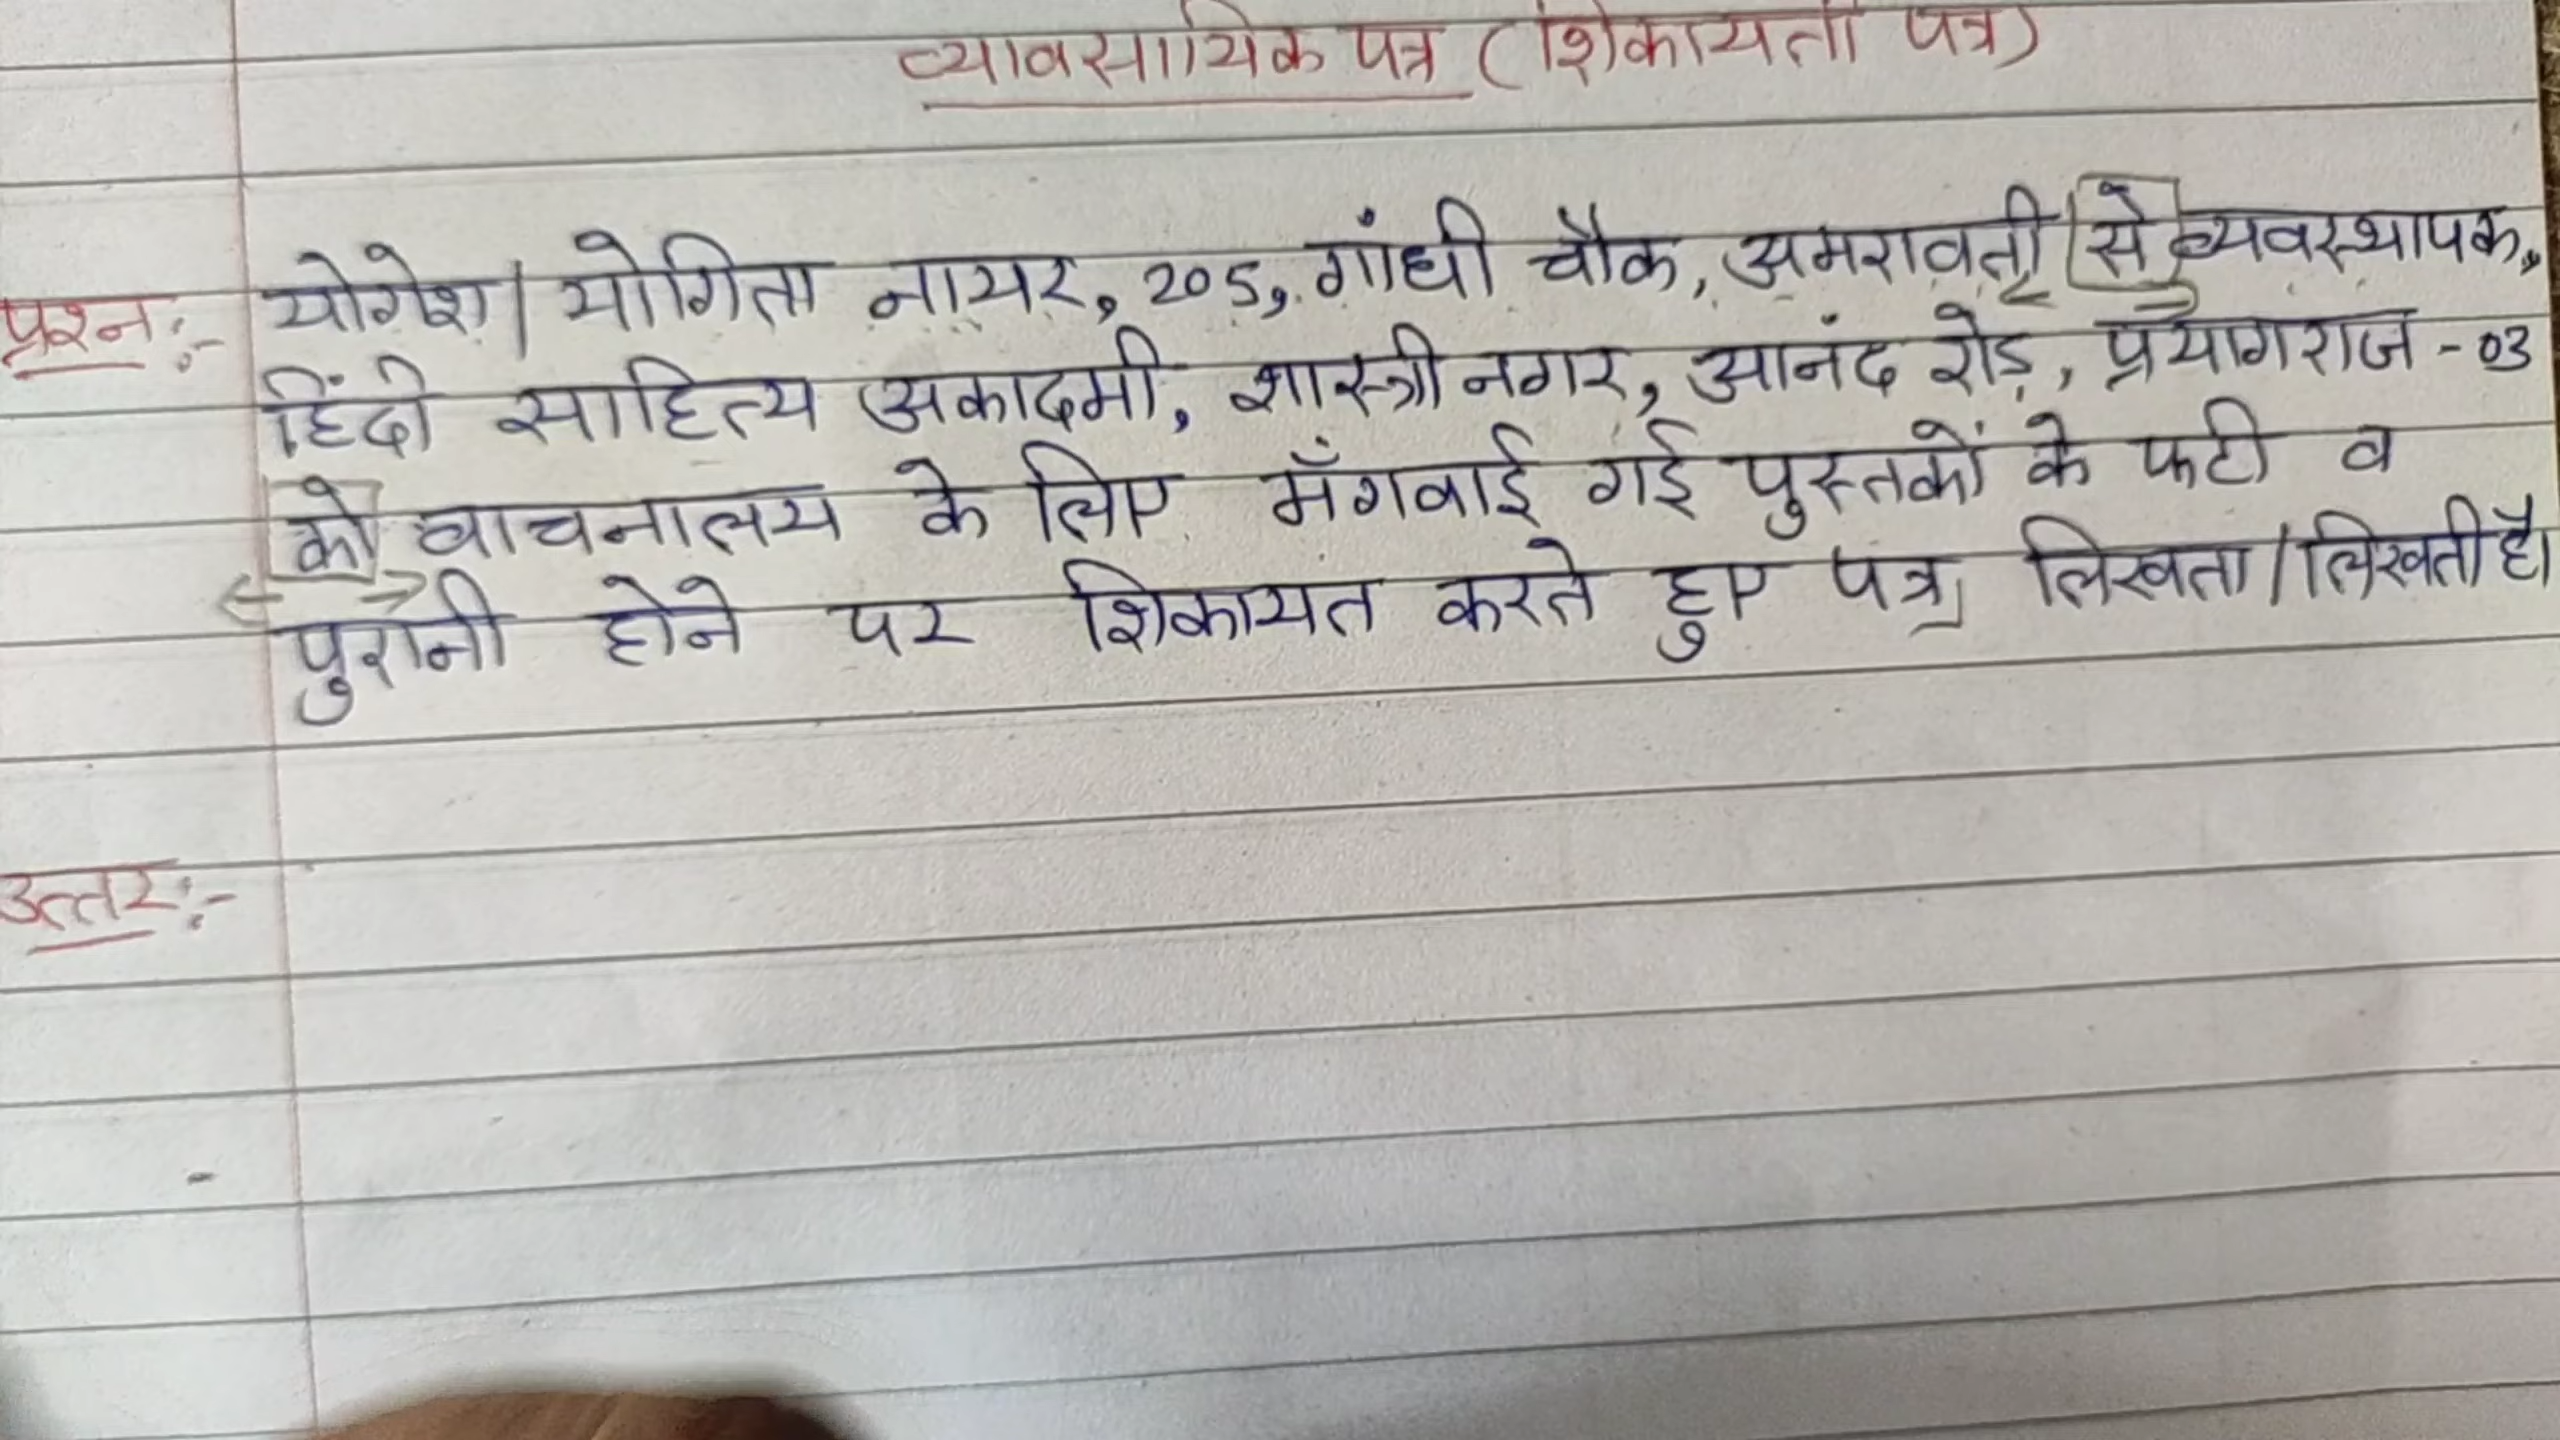 व्यावसायिक पत्र (शिकायती पत्र)
प्रश्न:- योगेश/योगिता नायर, 205, गांधी चौक, अमरावती से व्यवस्थापक,
हिंदी साहित्य अकादमी, शास्त्री नगर, आनंद रोड़, प्रयागराज - 03
को वाचनालय के लिए मँगवाई गई पुस्तकों के फटी व
पुरानी होने पर शिकायत करते हुए पत्र लिखता/लिखती है।
उत्तर:-